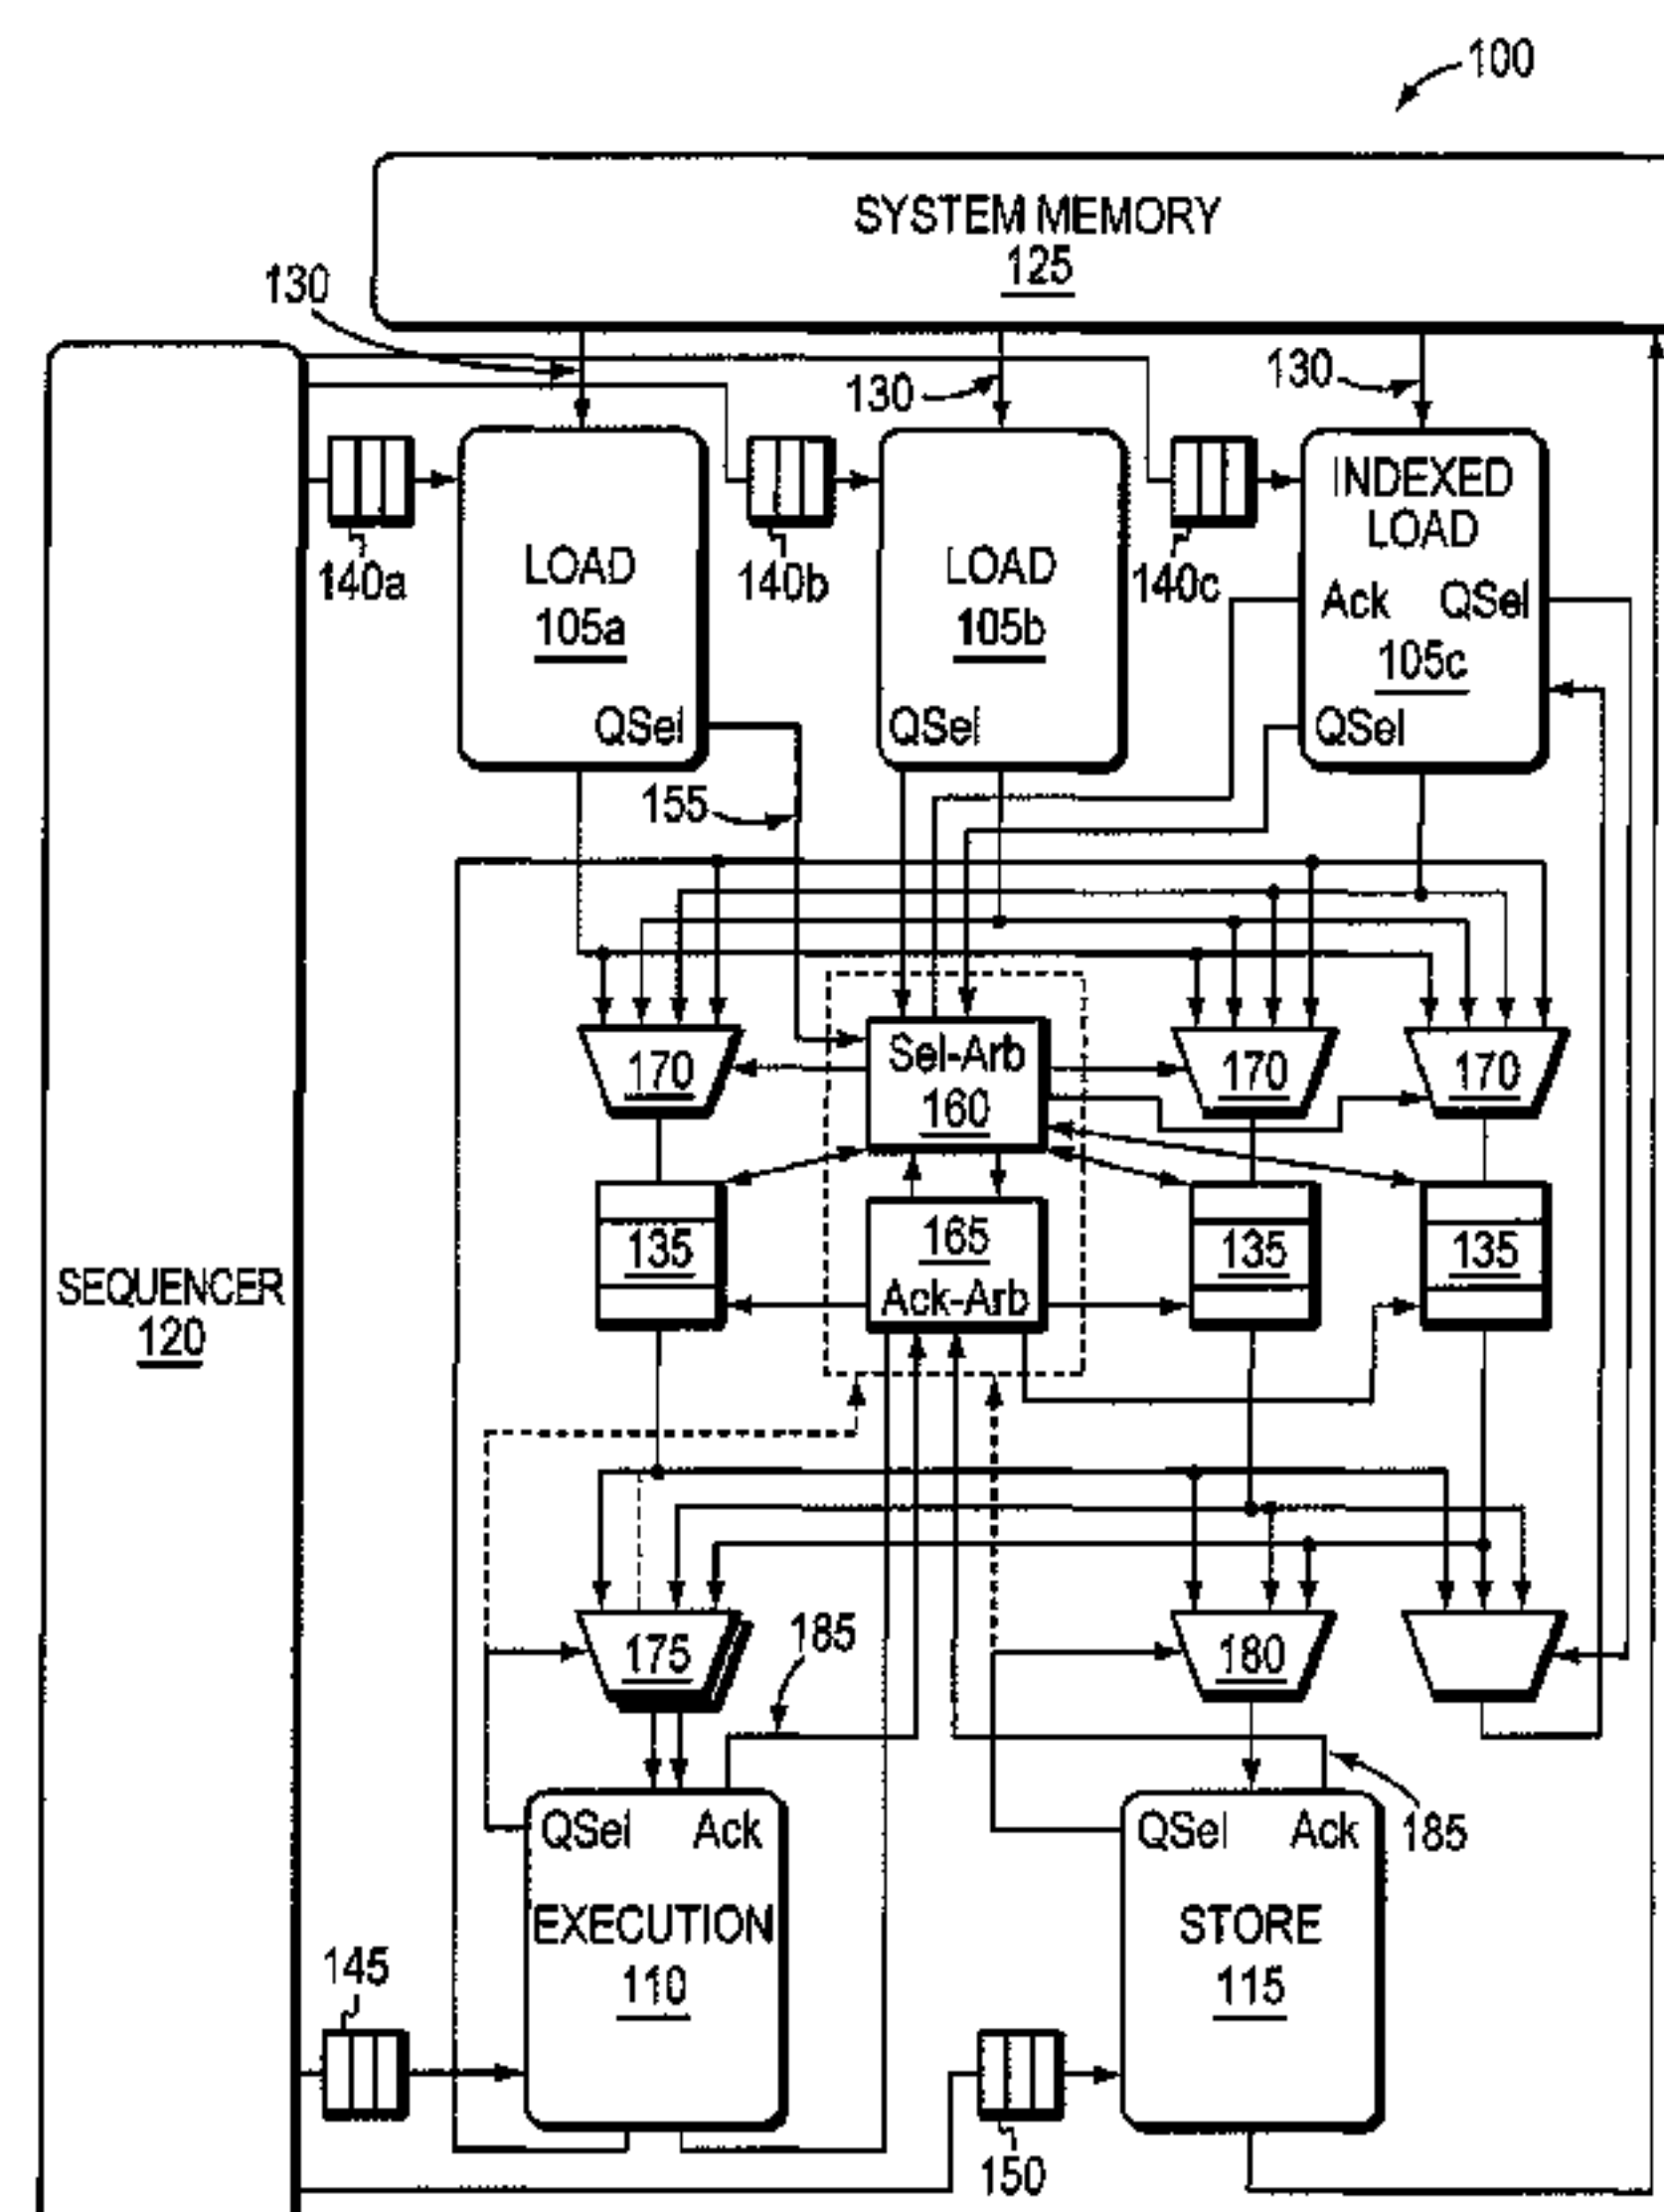 100
SYSTEM MEMORY
125
130
130
130
INDEXED
LOAD
LOAD
105a
LOAD
105b
140a
140b
140c
Ack QSel
105c
QSel
QSel
QSel
155
170
Sel-Arb
160
170
170
135
165
Ack-Arb
135
135
SEQUENCER
120
175
185
180
QSel Ack
EXECUTION
110
QSel Ack
STORE
115
185
145
150